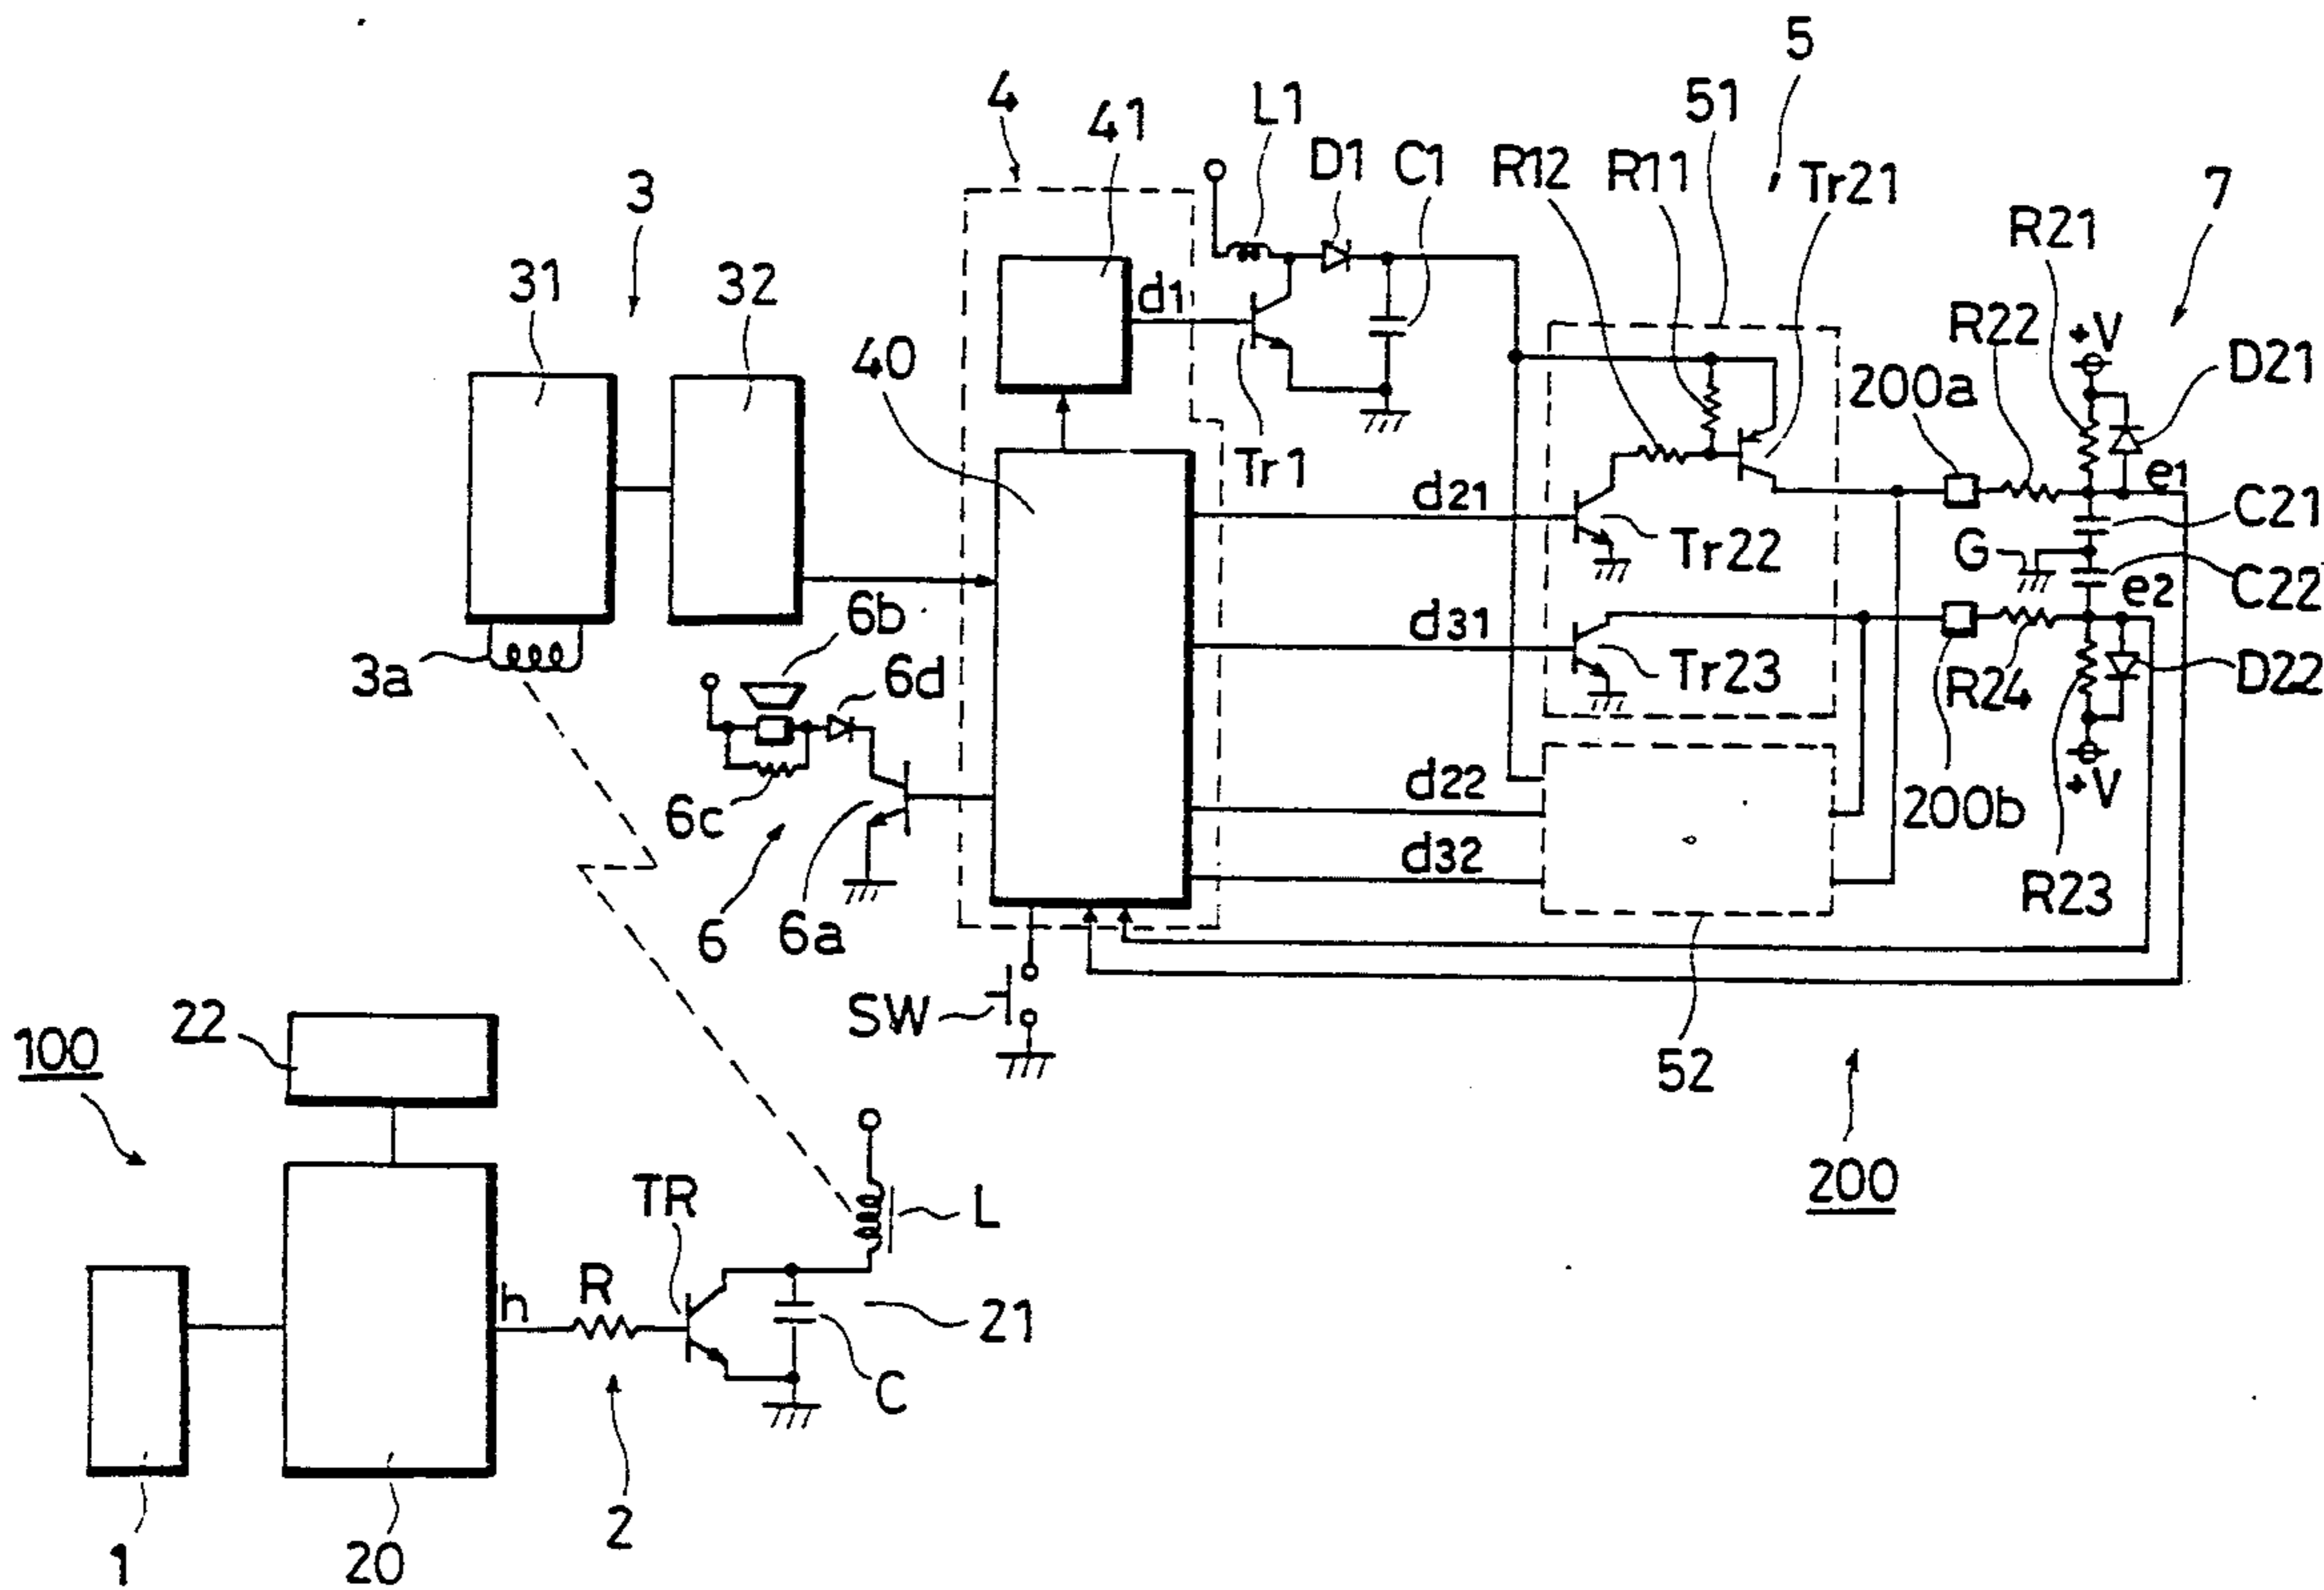 5
4
41
L1
51
D1
C1
R12
R11
Tr21
3
7
R21
31
32
d1
R22
+V
40
200a
D21
Tr1
e1
d21
C21
Tr22
G
6b
e2
C22
d31
3a
6d
Tr23
R24
D22
d22
6c
200b
+V
d32
R23
6
6a
SW
22
100
52
200
TR
L
R
h
21
C
2
1
20